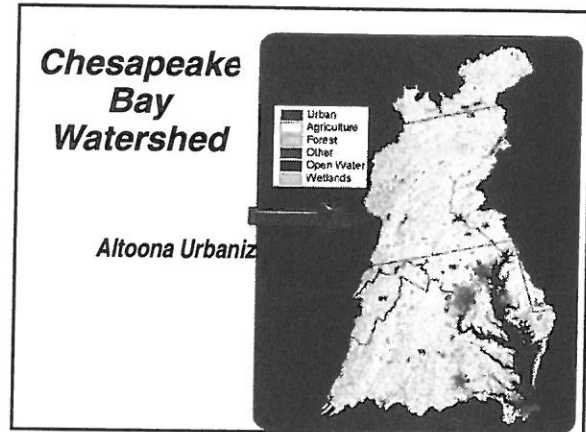 Chesapeake
Bay
Watershed
Urban
Agriculture
Forest
Other
Open Water
Wetlands
Altoona Urbaniz